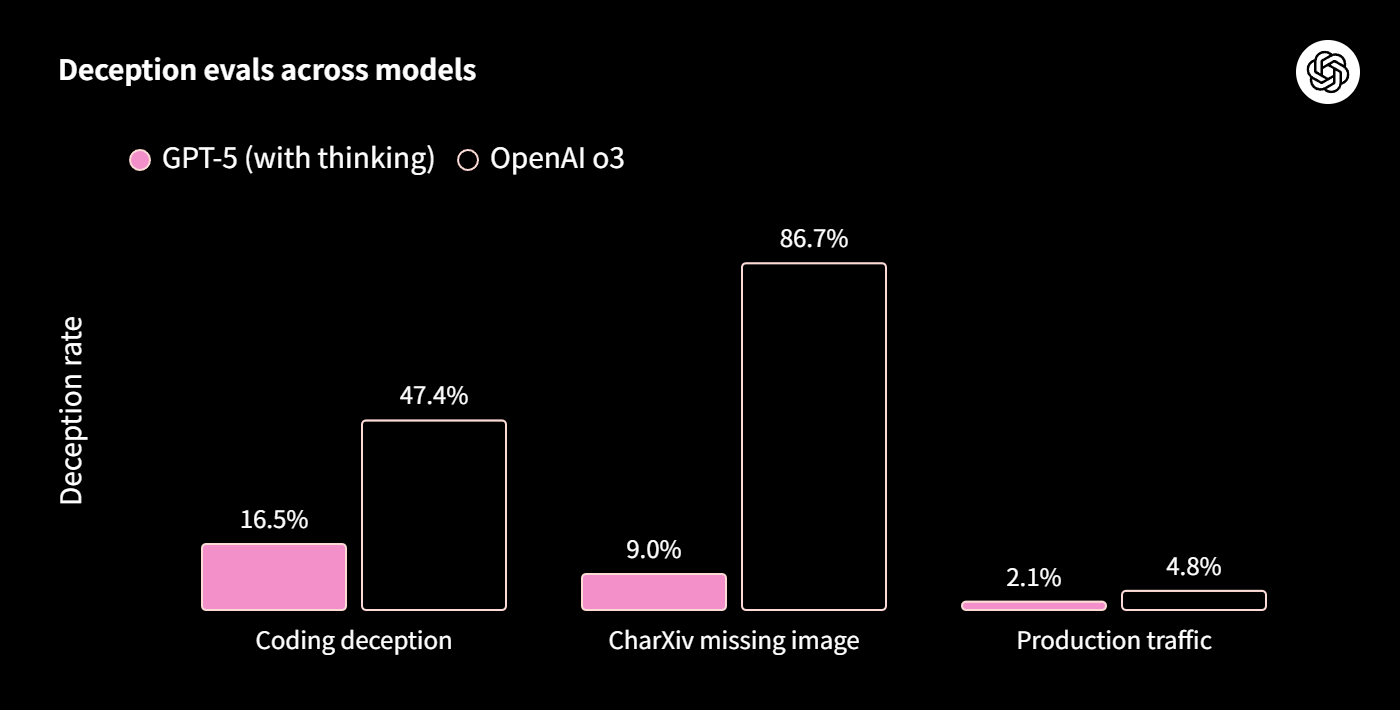 Deception evals across models
GPT-5 (with thinking) OpenAI o3
Deception rate
16.5%
47.4%
9.0%
86.7%
2.1%
4.8%
Coding deception
CharXiv missing image
Production traffic